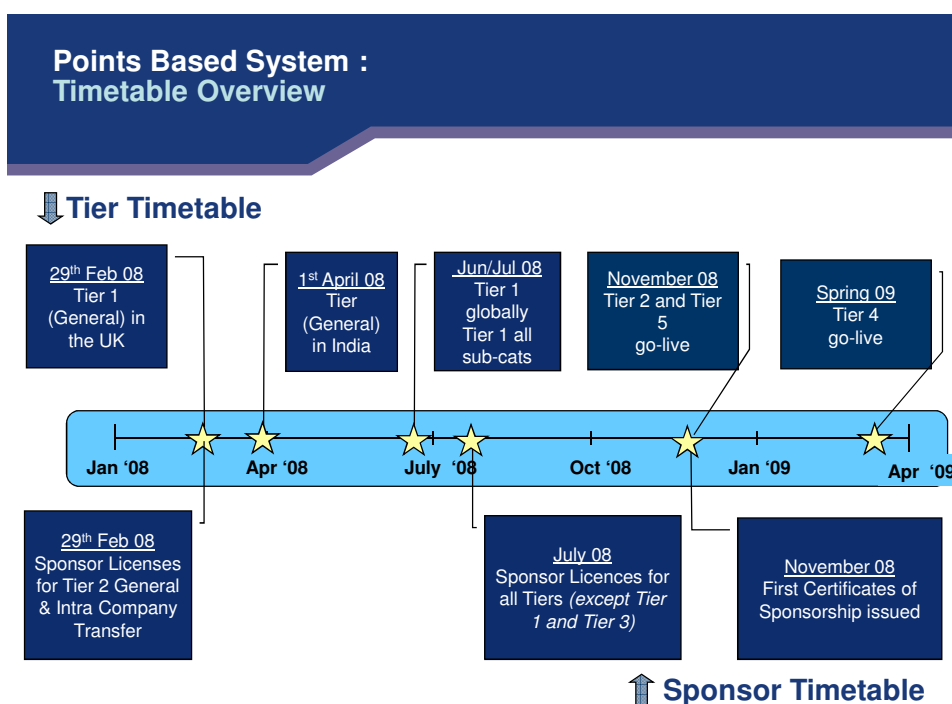 Points Based System :
Timetable Overview
Tier Timetable
29th Feb 08
Tier 1
(General) in
the UK
1st April 08
Tier
(General)
in India
Jun/Jul 08
Tier 1
globally
Tier 1 all
sub-cats
November 08
Tier 2 and Tier
5
go-live
Spring 09
Tier 4
go-live
Jan ‘08
Apr ‘08
July ‘08
Oct ‘08
Jan ‘09
Apr ‘09
29th Feb 08
Sponsor Licenses
for Tier 2 General
& Intra Company
Transfer
July 08
Sponsor Licences for
all Tiers (except Tier
1 and Tier 3)
November 08
First Certificates of
Sponsorship issued
Sponsor Timetable